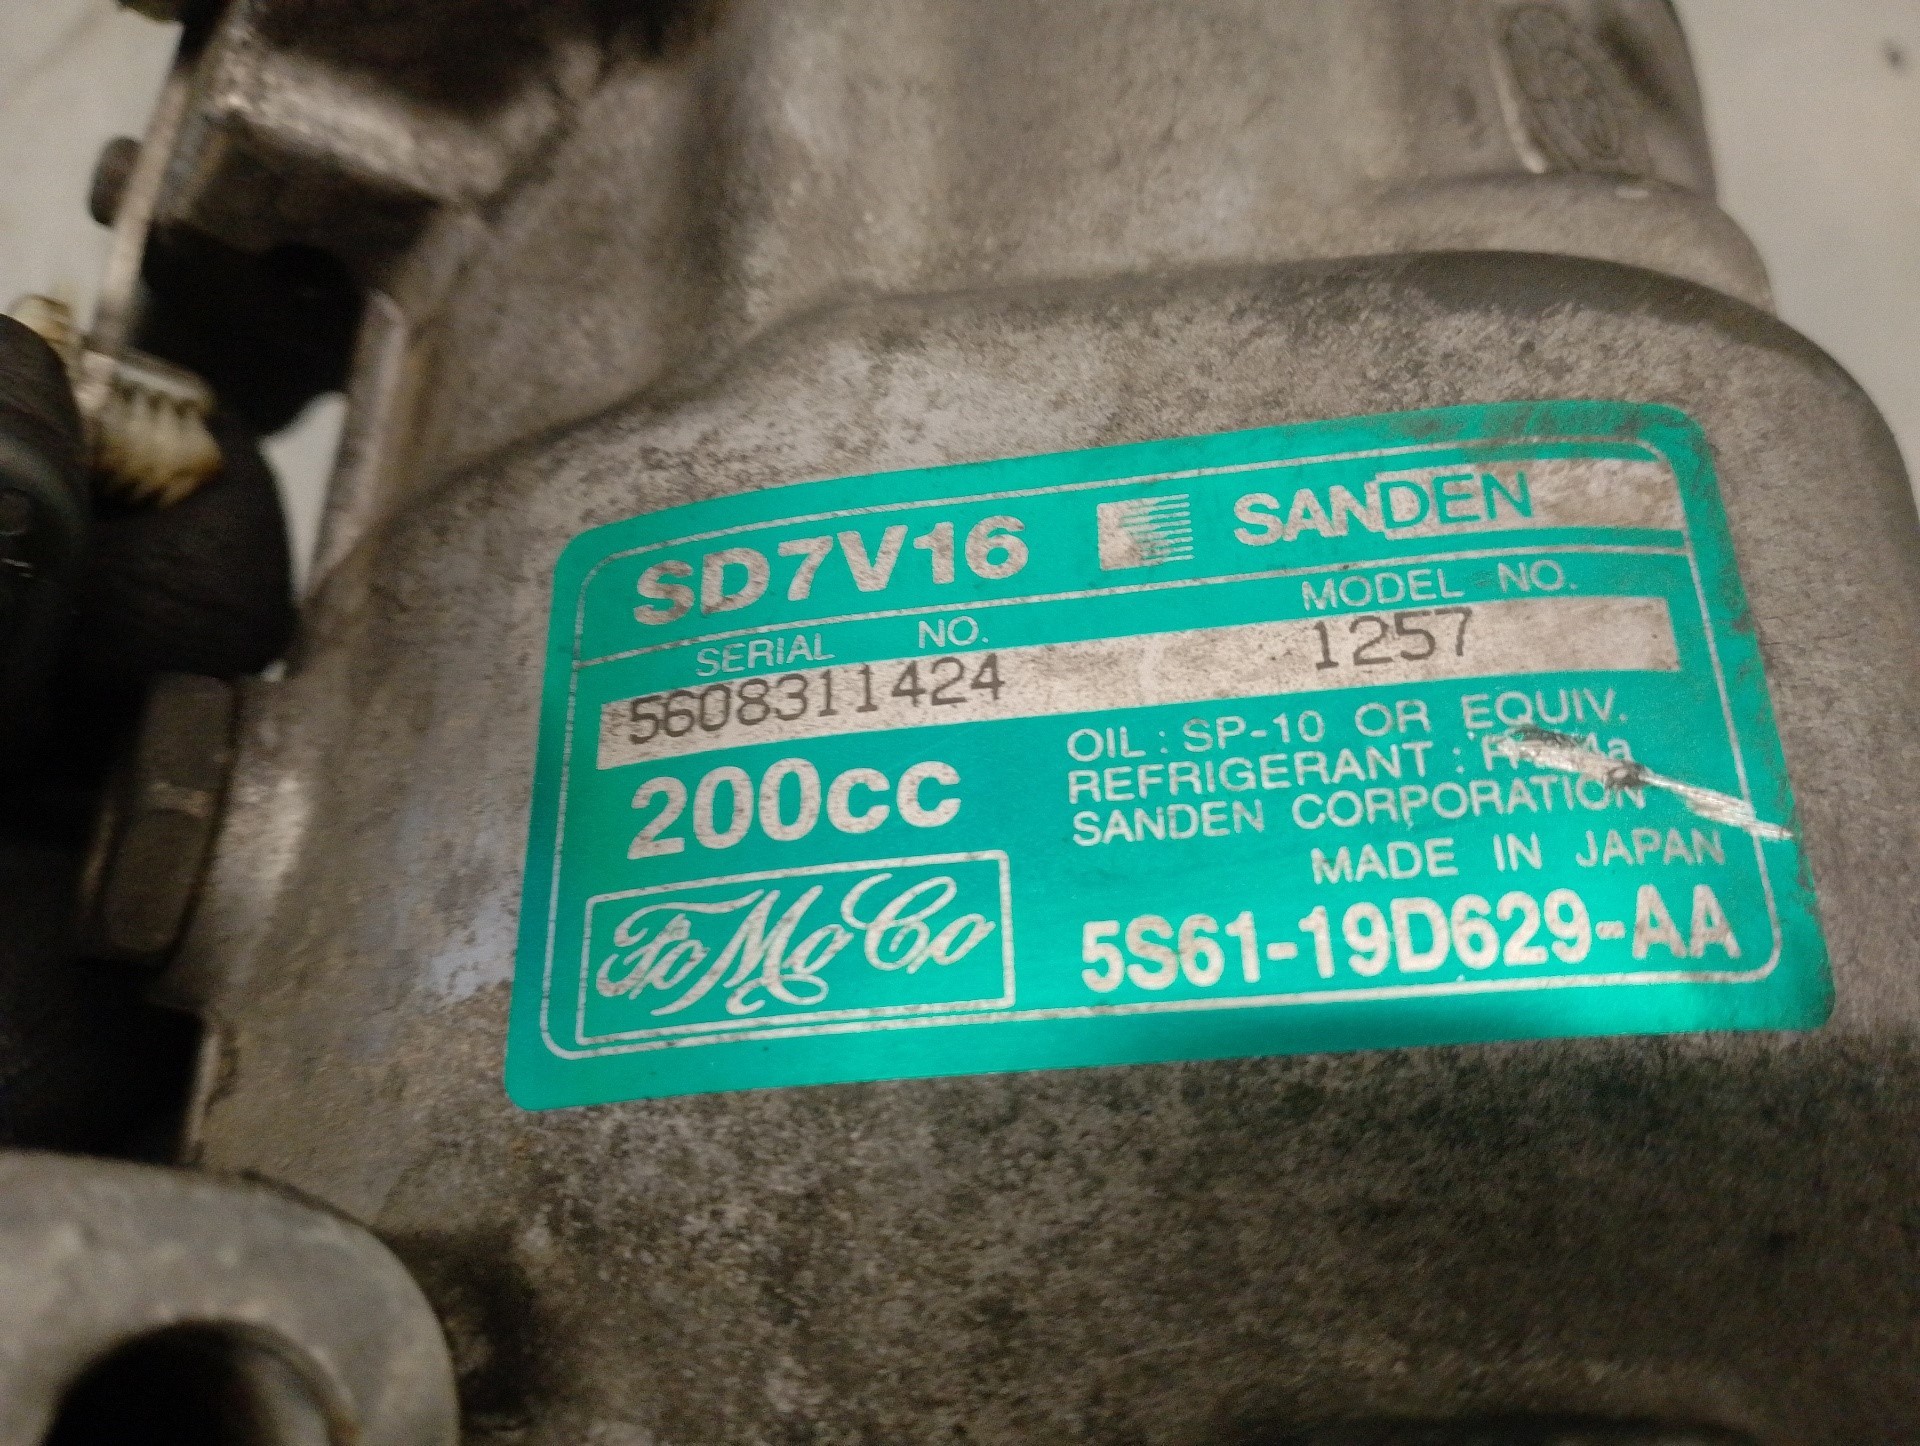 SD7V16 SANDEN
SERIAL NO. MODEL NO.
5608311424 1257
200cc
OIL : SP-10 OR EQUIV.
REFRIGERANT :
SANDEN CORPORATION
MADE IN JAPAN
FoMoCo
5S61-19D629-AA